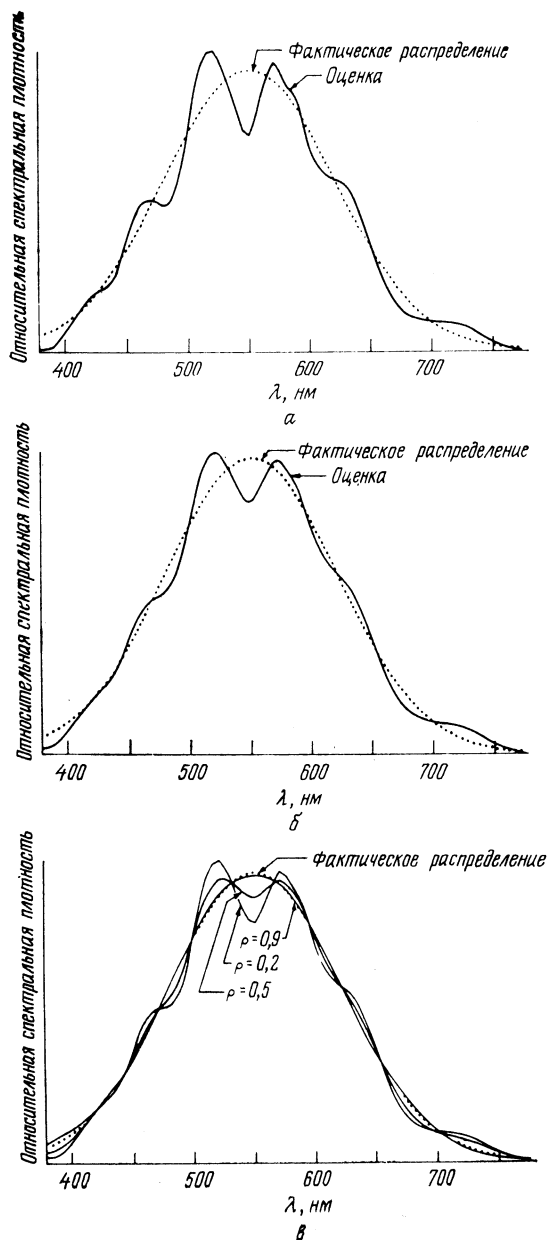 Относительная спектральная плотность
Фактическое распределение
Оценка
400 500 600 700
λ, нм
а
Относительная спектральная плотность
Фактическое распределение
Оценка
400 500 600 700
λ, нм
б
Относительная спектральная плотность
Фактическое распределение
ρ=0,9
ρ=0,2
ρ=0,5
400 500 600 700
λ, нм
в